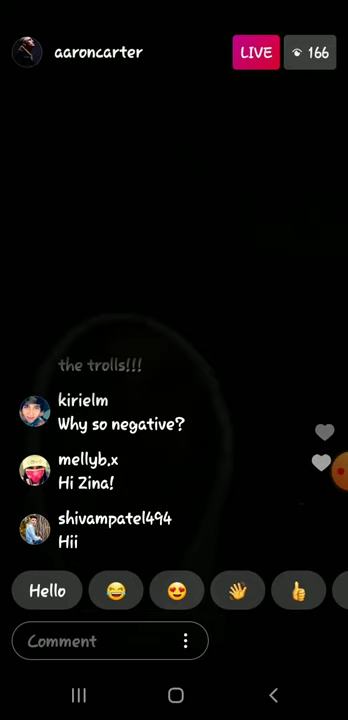 aaroncarter
LIVE
166
the trolls!!!
kirielm
Why so negative?
mellyb.x
Hi Zina!
shivampatel494
Hii
Hello
Comment